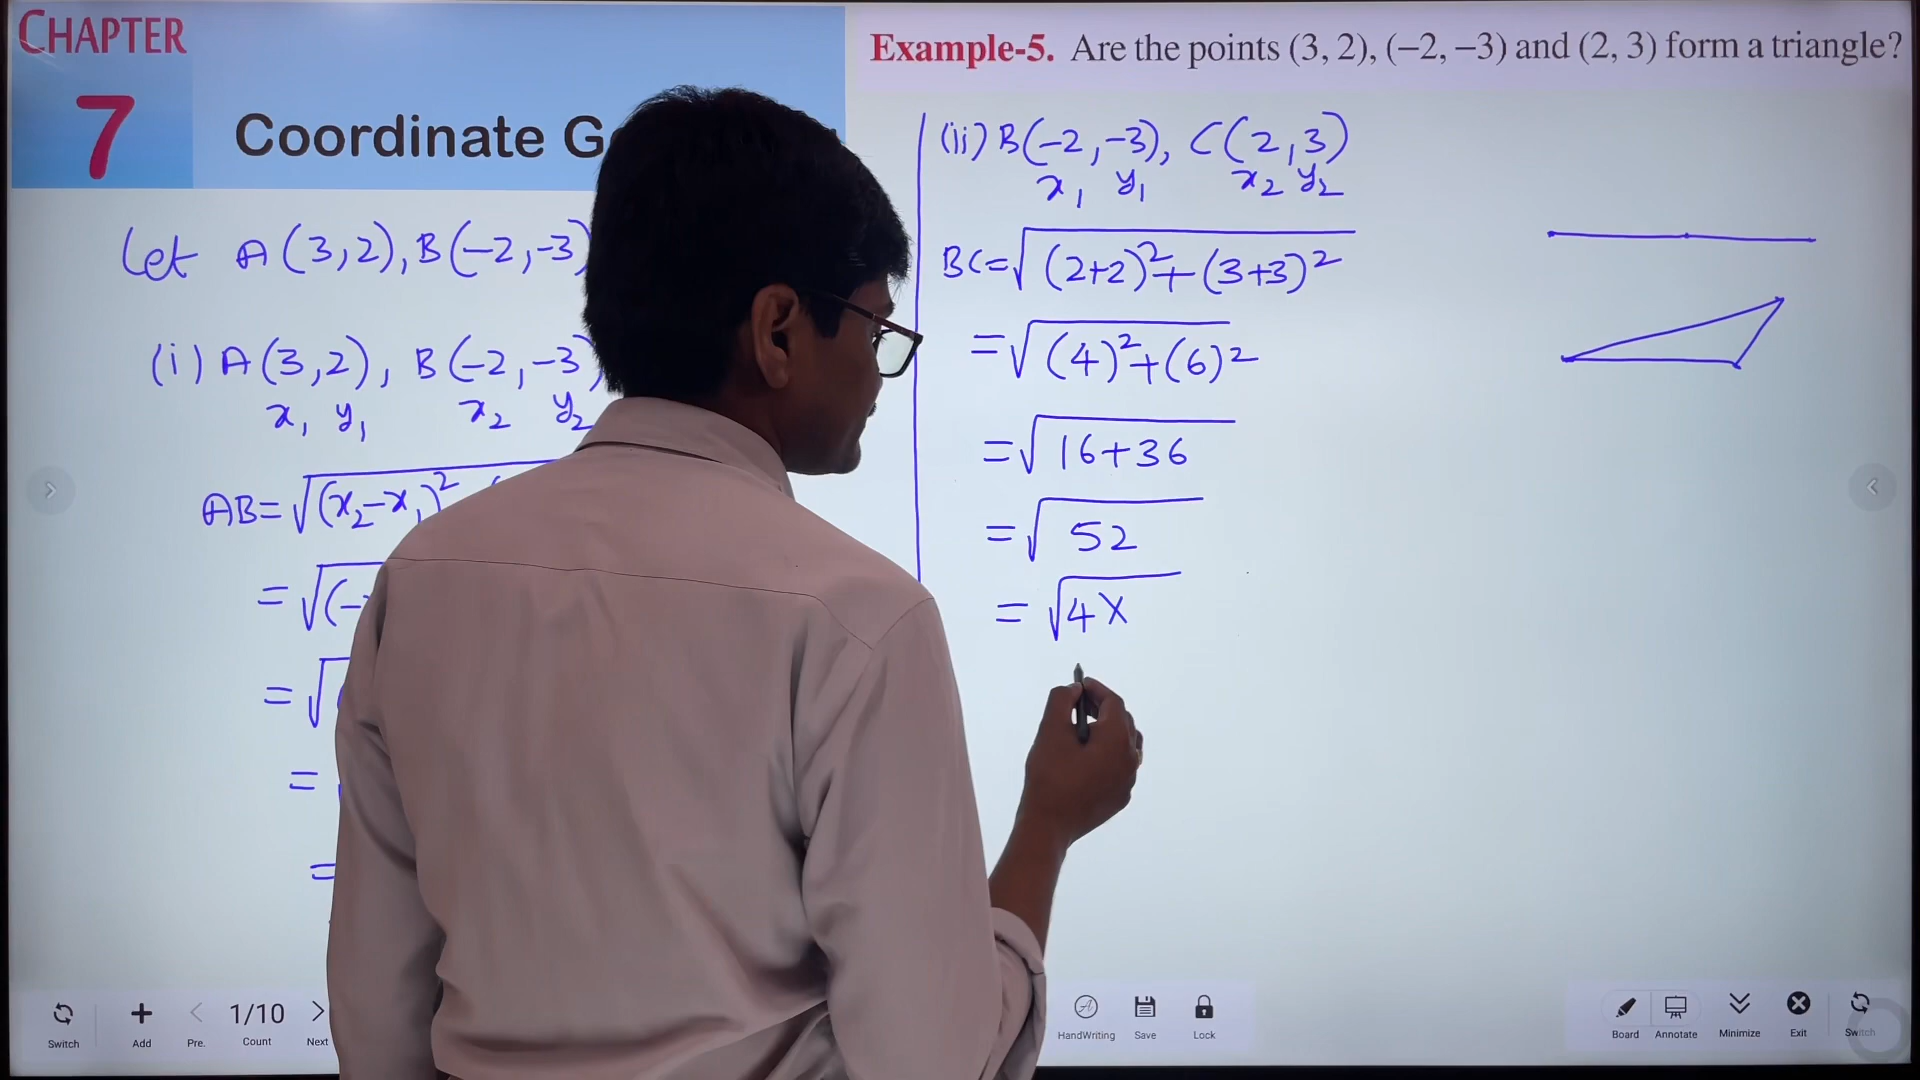 CHAPTER
7
Coordinate G
Example-5. Are the points (3, 2), (−2, −3) and (2, 3) form a triangle?
Let A(3,2), B(-2,-3)
(i) A(3,2), B(-2,-3)
x₁ y₁ x₂ y₂
AB=√(x₂-x₁)²
= √(-
= √
=
=
(ii) B(-2,-3), C(2,3)
x₁ y₁ x₂ y₂
BC=√(2+2)²+(3+3)²
=√(4)²+(6)²
=√16+36
=√52
=√4X
Switch
Add
Pre.
1/10
Count
Next
HandWriting
Save
Lock
Board
Annotate
Minimize
Exit
Switch